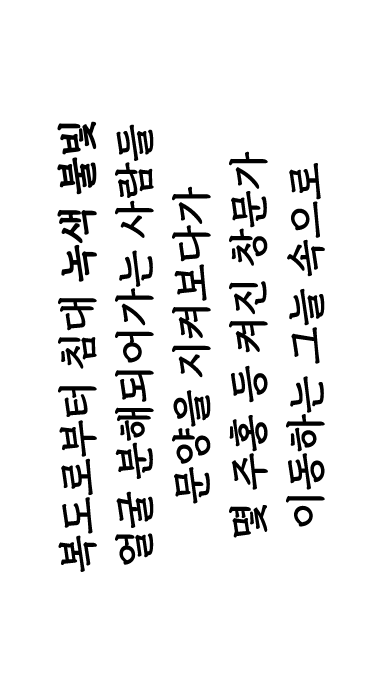 복도로부터 침대 녹색 불빛
얼굴 분해되어가는 사람들
문양을 지켜보다가
몇 주홍 등 켜진 창문가
이동하는 그늘 속으로